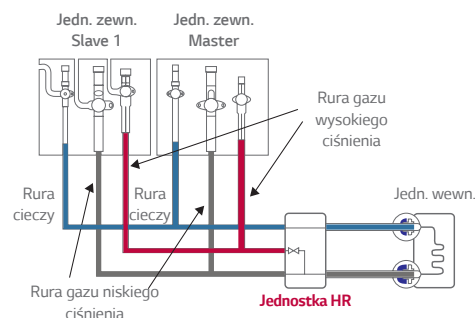 Jedn. zewn.
Slave 1
Jedn. zewn.
Master
Rura gazu
wysokiego
ciśnienia
Rura
cieczy
Rura
cieczy
Jedn. wewn.
Rura gazu niskiego
ciśnienia
Jednostka HR